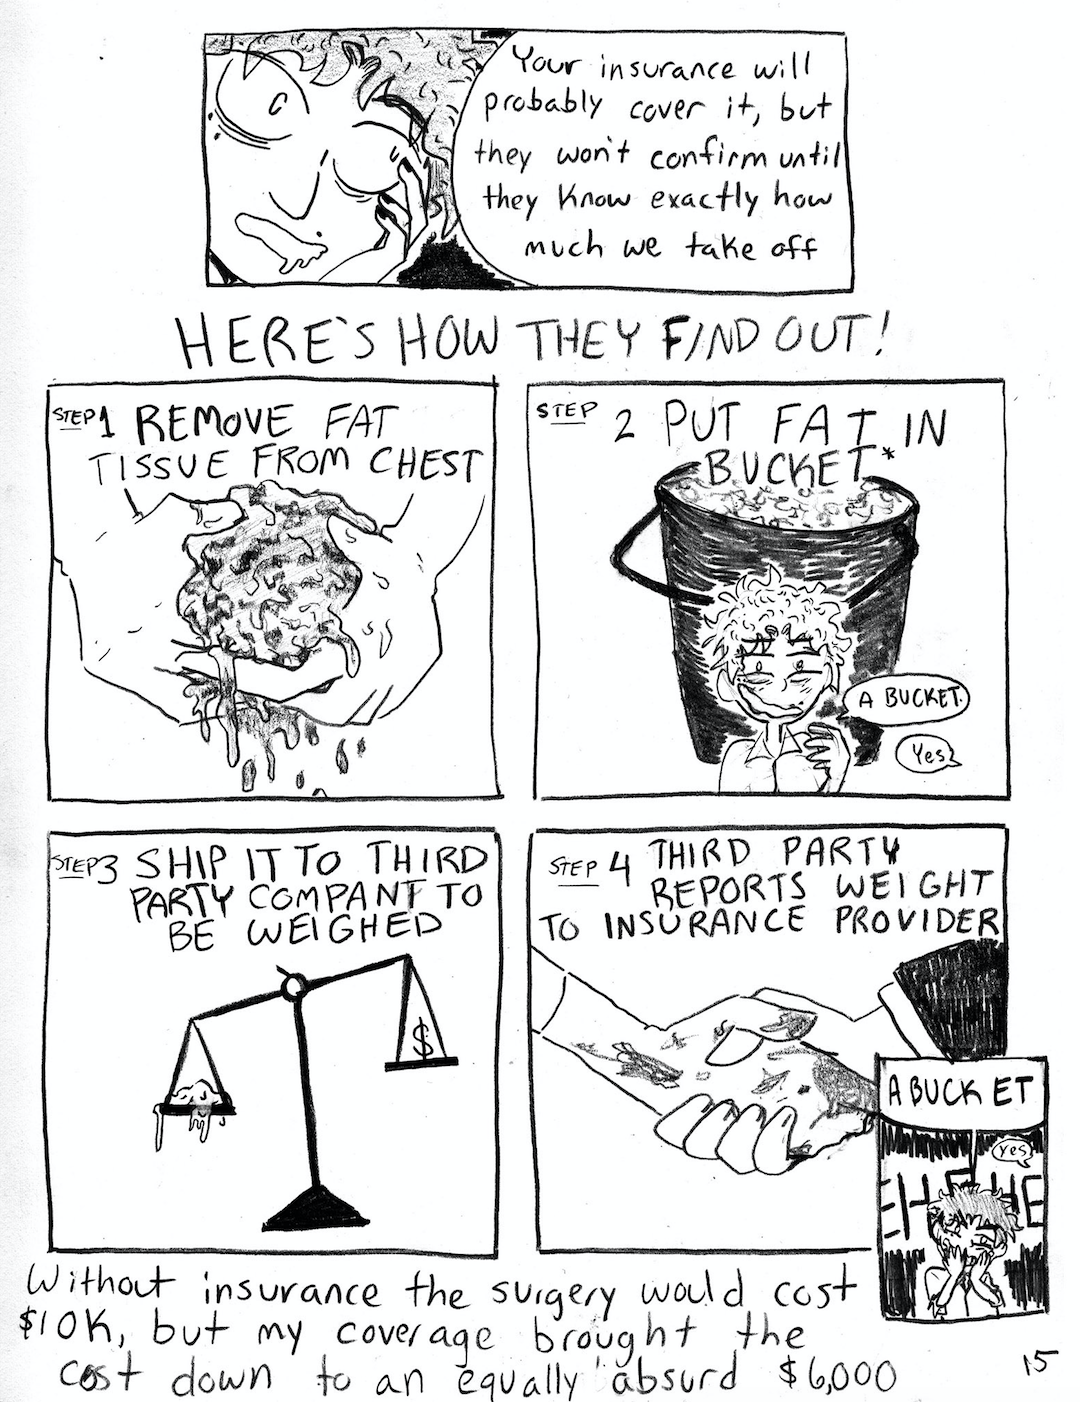 Your insurance will
probably cover it, but
they won't confirm until
they know exactly how
much we take off
HERE'S HOW THEY FIND OUT!
STEP 1 REMOVE FAT
TISSUE FROM CHEST
STEP 2 PUT FAT IN
BUCKET*
A BUCKET.
Yes
STEP 3 SHIP IT TO THIRD
PARTY COMPANT TO
BE WEIGHED
$
STEP 4 THIRD PARTY
REPORTS WEIGHT
TO INSURANCE PROVIDER
A BUCKET
Yes
Without insurance the surgery would cost
$10K, but my coverage brought the
cost down to an equally absurd $6,000
15